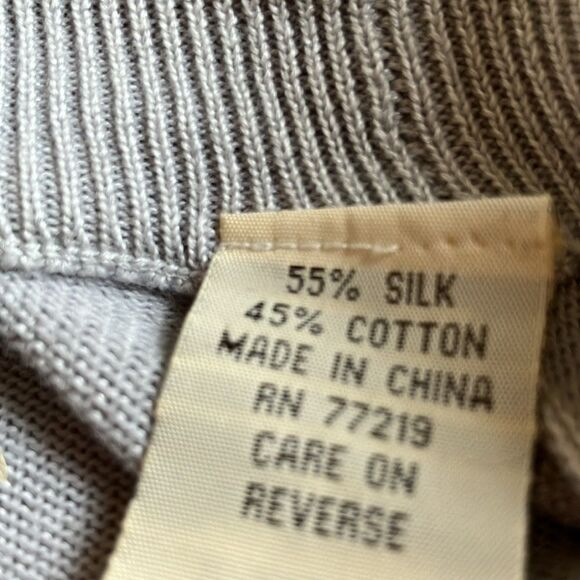 55% SILK
45% COTTON
MADE IN CHINA
RN 77219
CARE ON
REVERSE